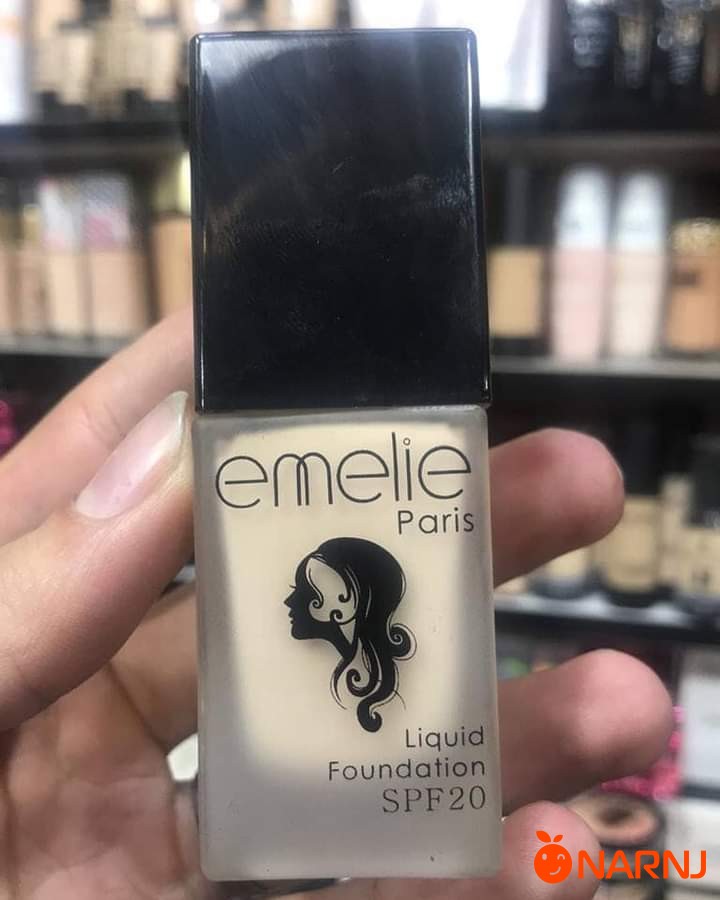 emelie
Paris
Liquid
Foundation
SPF20
NARNJ